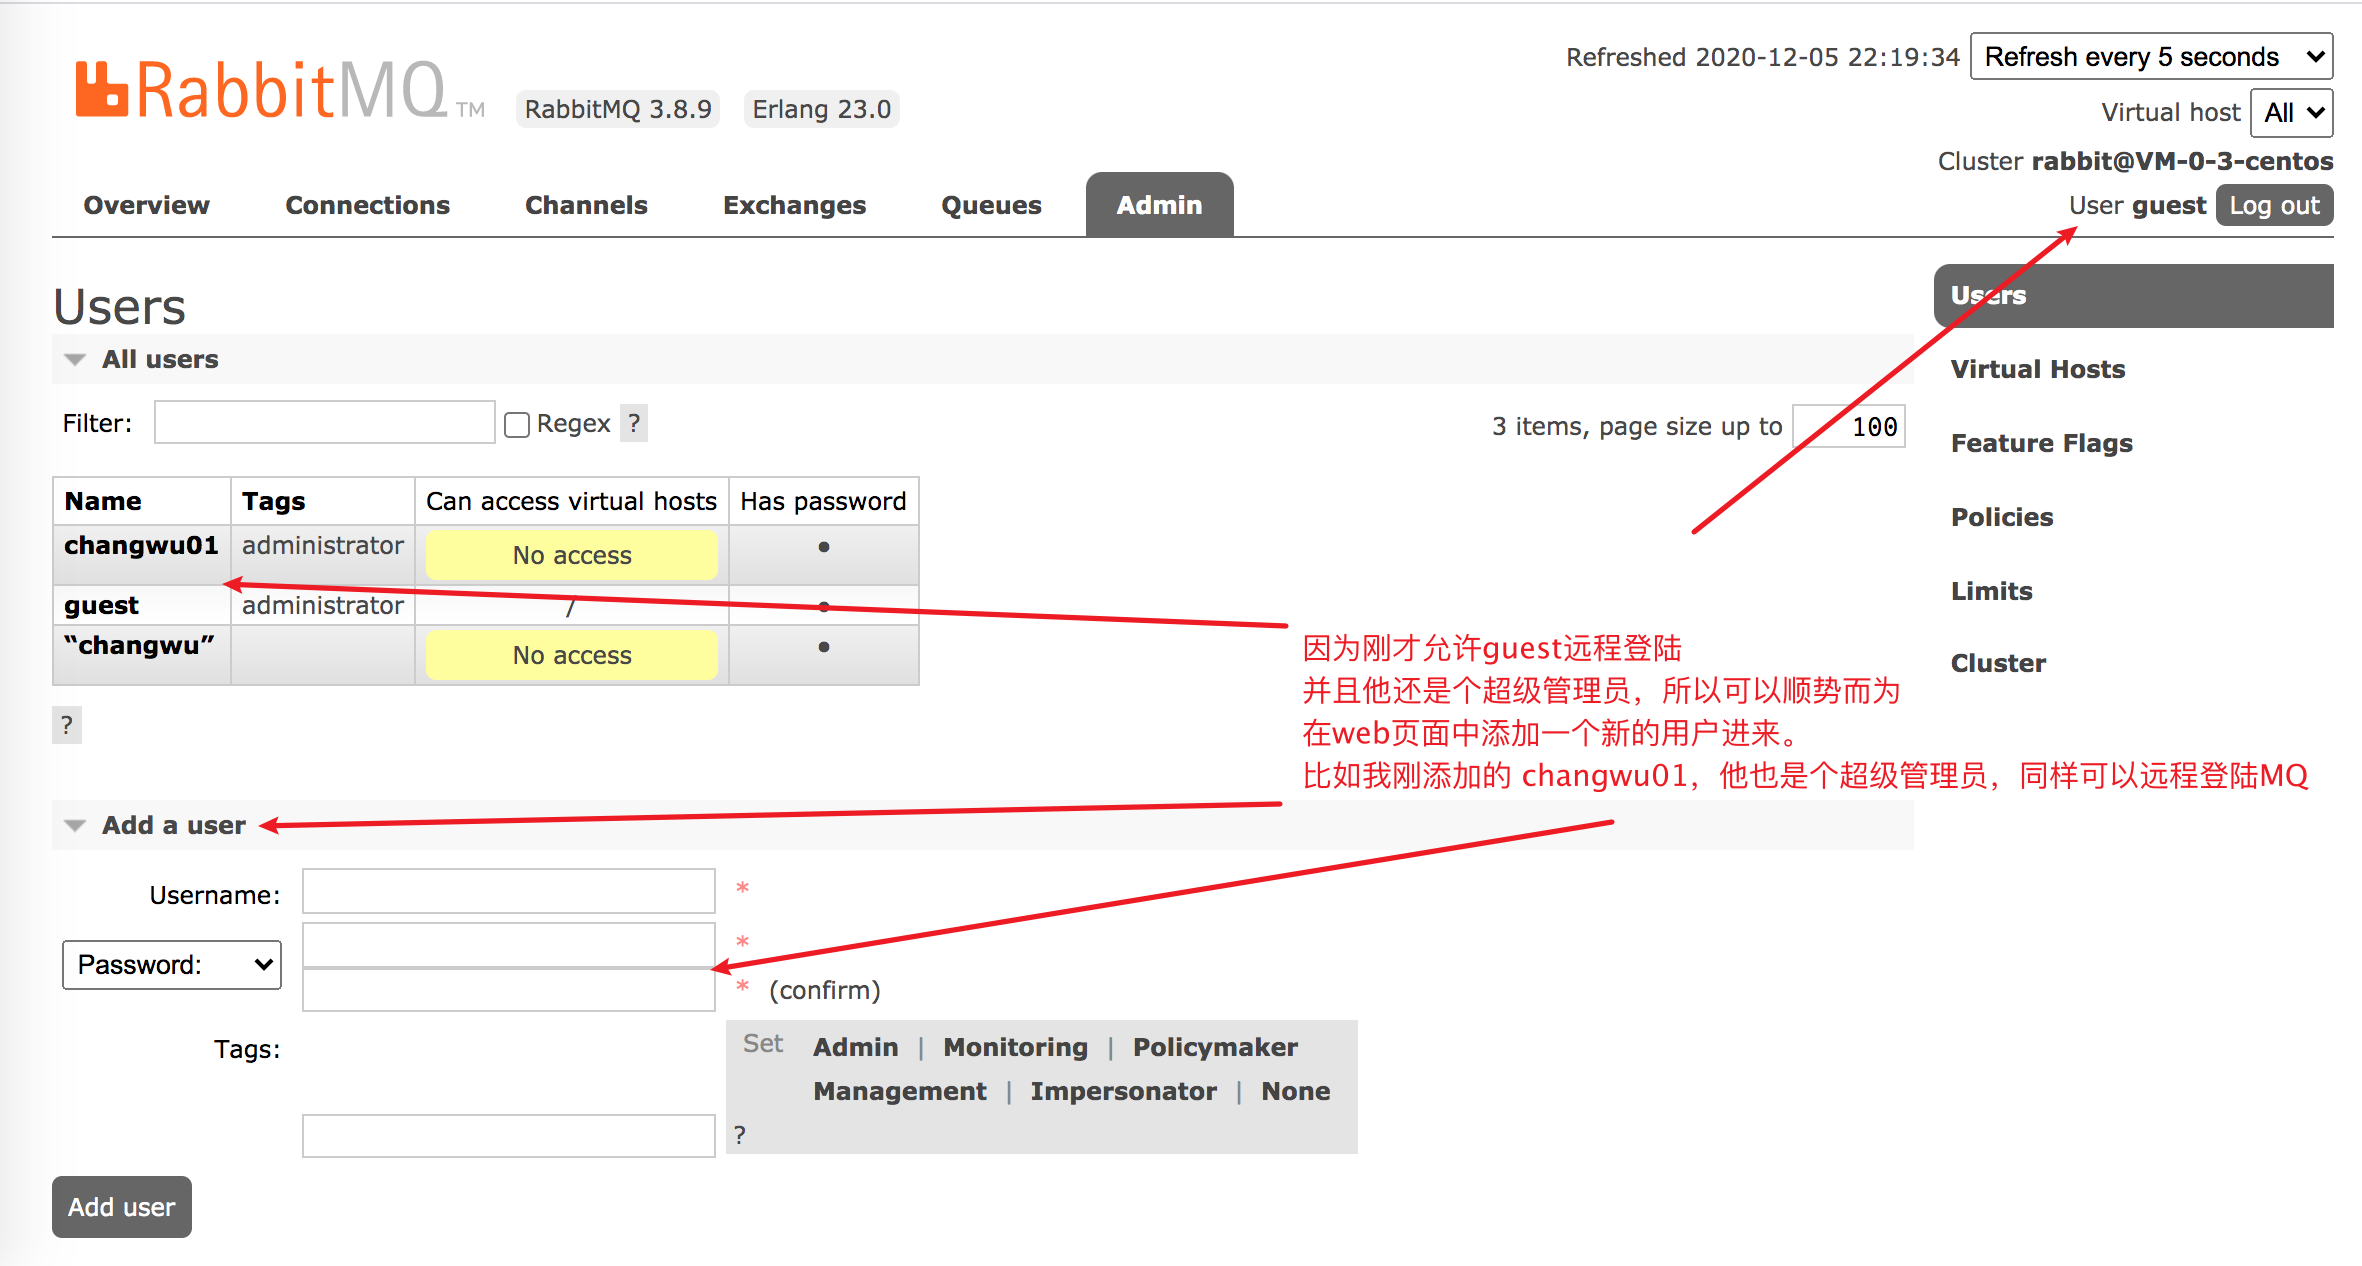 Refreshed 2020-12-05 22:19:34 Refresh every 5 seconds
RabbitMQ TM RabbitMQ 3.8.9 Erlang 23.0
Virtual host All
Cluster rabbit@VM-0-3-centos
User guest Log out
Overview Connections Channels Exchanges Queues Admin
Users
All users
Filter: Regex ? 3 items, page size up to 100
Name Tags Can access virtual hosts Has password
changwu01 administrator No access •
guest administrator / •
“changwu” No access •
?
Users
Virtual Hosts
Feature Flags
Policies
Limits
Cluster
因为刚才允许guest远程登陆
并且他还是个超级管理员，所以可以顺势而为
在web页面中添加一个新的用户进来。
比如我刚添加的 changwu01，他也是个超级管理员，同样可以远程登陆MQ
Add a user
Username: *
Password: *
* (confirm)
Tags: Set Admin | Monitoring | Policymaker
Management | Impersonator | None
?
Add user